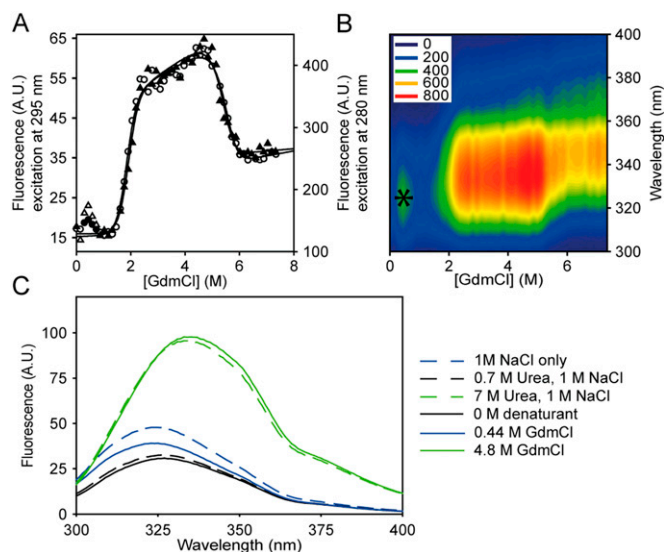 A
Fluorescence (A.U.)
excitation at 295 nm
65
55
45
35
25
15
0 2 4 6 8
[GdmCl] (M)
400
300
200
100
Fluorescence (A.U.)
excitation at 280 nm
B
0
200
400
600
800
*
0 2 4 6
[GdmCl] (M)
400
380
360
340
320
300
Wavelength (nm)
C
Fluorescence (A.U.)
100
75
50
25
0
300 325 350 375 400
Wavelength (nm)
1M NaCl only
0.7 M Urea, 1 M NaCl
7 M Urea, 1 M NaCl
0 M denaturant
0.44 M GdmCl
4.8 M GdmCl